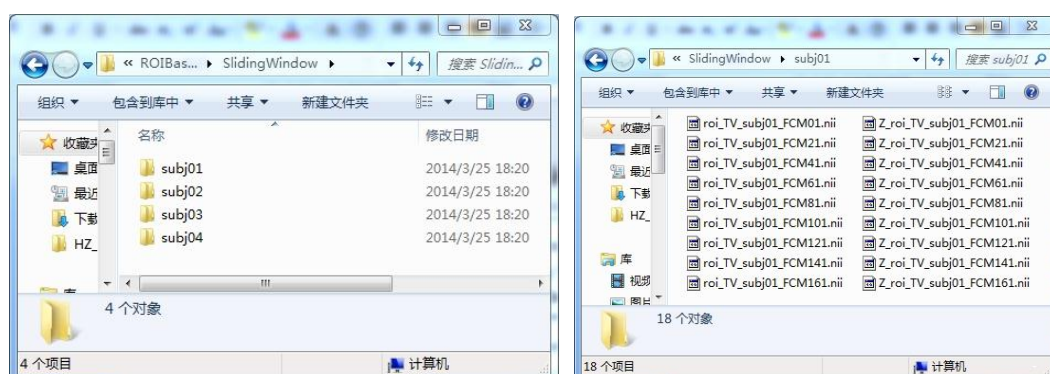 « ROIBas... ▸ SlidingWindow ▸
搜索 Slidin...
组织 ▼ 包含到库中 ▼ 共享 ▼ 新建文件夹
名称 修改日期
收藏夹
桌面
最近
下载
HZ_
subj01 2014/3/25 18:20
subj02 2014/3/25 18:20
subj03 2014/3/25 18:20
subj04 2014/3/25 18:20
4 个对象
4 个项目 计算机
« SlidingWindow ▸ subj01
搜索 subj01
组织 ▼ 包含到库中 ▼ 共享 ▼ 新建文件夹
收藏夹
桌面
最近
下载
HZ_
库
视频
图片
roi_TV_subj01_FCM01.nii Z_roi_TV_subj01_FCM01.nii
roi_TV_subj01_FCM21.nii Z_roi_TV_subj01_FCM21.nii
roi_TV_subj01_FCM41.nii Z_roi_TV_subj01_FCM41.nii
roi_TV_subj01_FCM61.nii Z_roi_TV_subj01_FCM61.nii
roi_TV_subj01_FCM81.nii Z_roi_TV_subj01_FCM81.nii
roi_TV_subj01_FCM101.nii Z_roi_TV_subj01_FCM101.nii
roi_TV_subj01_FCM121.nii Z_roi_TV_subj01_FCM121.nii
roi_TV_subj01_FCM141.nii Z_roi_TV_subj01_FCM141.nii
roi_TV_subj01_FCM161.nii Z_roi_TV_subj01_FCM161.nii
18 个对象
18 个项目 计算机